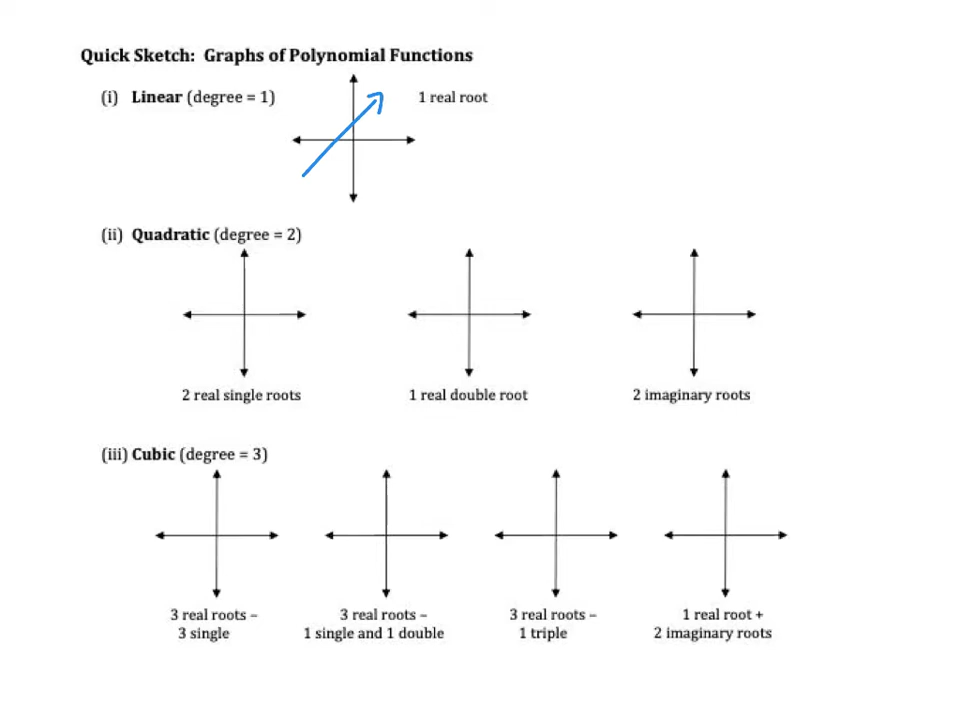 Quick Sketch: Graphs of Polynomial Functions
(i) Linear (degree = 1)
1 real root
(ii) Quadratic (degree = 2)
2 real single roots
1 real double root
2 imaginary roots
(iii) Cubic (degree = 3)
3 real roots –
3 single
3 real roots –
1 single and 1 double
3 real roots –
1 triple
1 real root +
2 imaginary roots